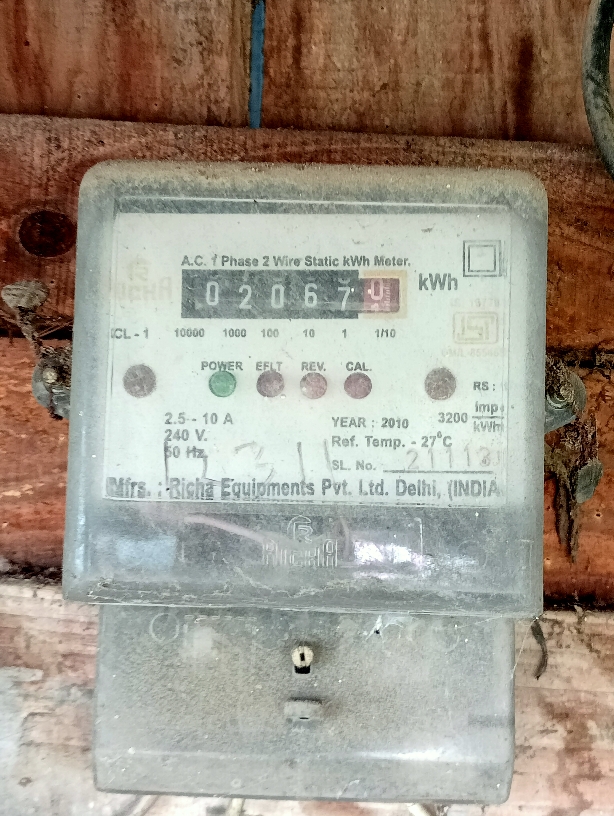 A.C. 1 Phase 2 Wire Static kWh Meter.
0 2 0 6 7 0 kWh
CL - 1 10000 1000 100 10 1 1/10
POWER EFLT REV. CAL.
RS :
2.5 - 10 A
240 V.
50 Hz.
YEAR : 2010
3200 imp/kWh
Ref. Temp. - 27°C
SL. No.
Mfrs. : Richa Equipments Pvt. Ltd. Delhi, (INDIA
R
RICHA